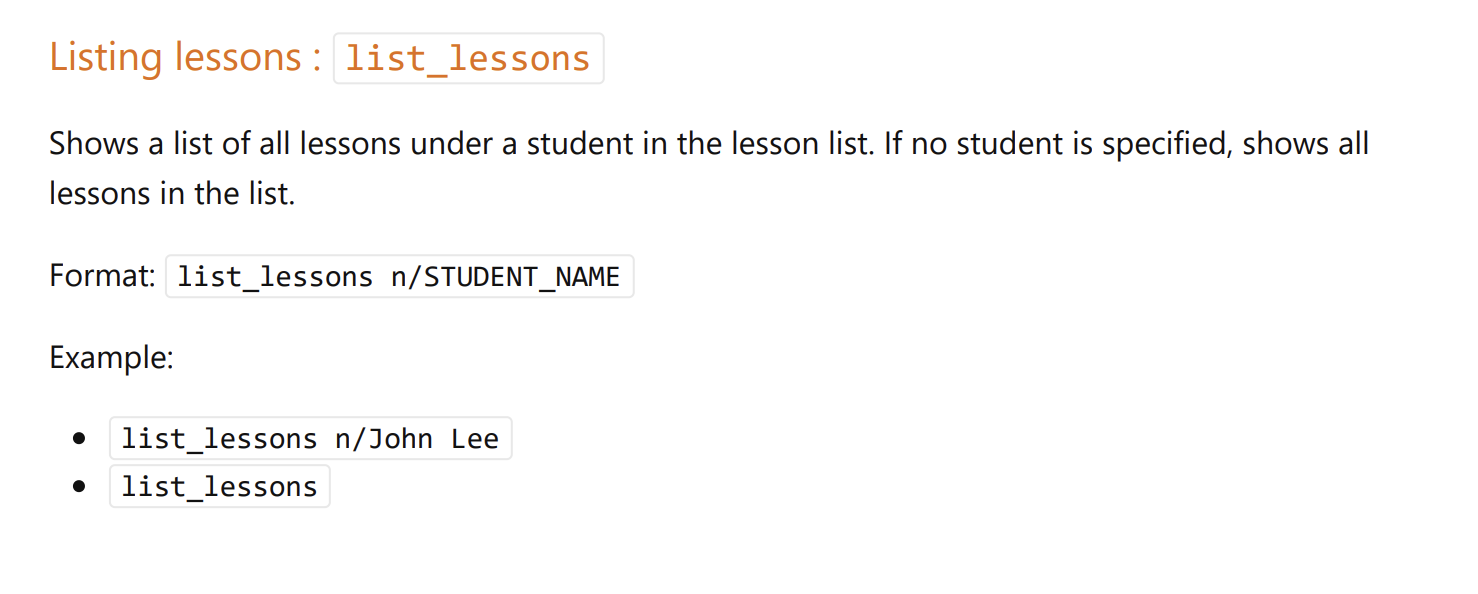 Listing lessons : list_lessons
Shows a list of all lessons under a student in the lesson list. If no student is specified, shows all
lessons in the list.
Format: list_lessons n/STUDENT_NAME
Example:
• list_lessons n/John Lee
• list_lessons